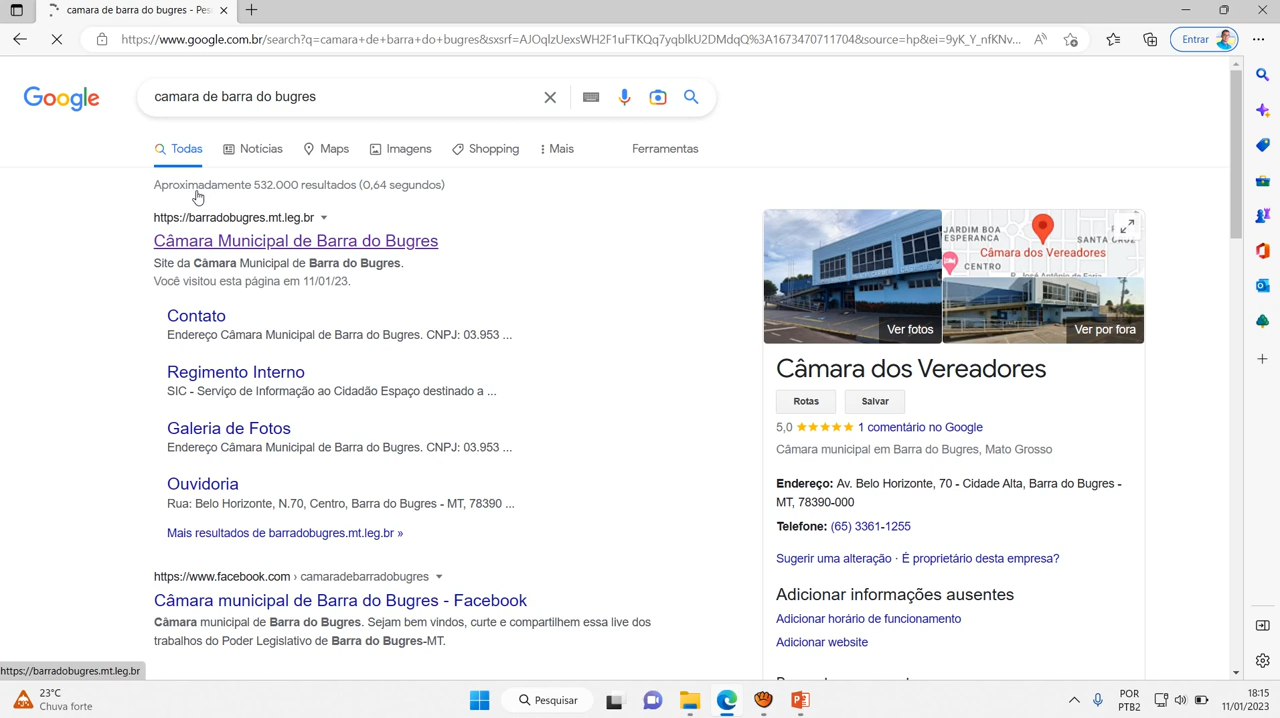 camara de barra do bugres - Pes
https://www.google.com.br/search?q=camara+de+barra+do+bugres&sxsrf=AJOqlzUexsWH2F1uFTKQq7yqblkU2DMdqQ%3A1673470711704&source=hp&ei=9yK_Y_nfKNv...
Entrar
Google
camara de barra do bugres
Todas
Notícias
Maps
Imagens
Shopping
Mais
Ferramentas
Aproximadamente 532.000 resultados (0,64 segundos)
https://barradobugres.mt.leg.br
Câmara Municipal de Barra do Bugres
Site da Câmara Municipal de Barra do Bugres.
Você visitou esta página em 11/01/23.
Contato
Endereço Câmara Municipal de Barra do Bugres. CNPJ: 03.953 ...
Regimento Interno
SIC - Serviço de Informação ao Cidadão Espaço destinado a ...
Galeria de Fotos
Endereço Câmara Municipal de Barra do Bugres. CNPJ: 03.953 ...
Ouvidoria
Rua: Belo Horizonte, N.70, Centro, Barra do Bugres - MT, 78390 ...
Mais resultados de barradobugres.mt.leg.br »
https://www.facebook.com › camaradebarradobugres
Câmara municipal de Barra do Bugres - Facebook
Câmara municipal de Barra do Bugres. Sejam bem vindos, curte e compartilhem essa live dos
trabalhos do Poder Legislativo de Barra do Bugres-MT.
JARDIM BOA
ESPERANCA
SANTA CRUZ
Câmara dos Vereadores
CENTRO
R. José Antônio de Faria
Ver fotos
Ver por fora
Câmara dos Vereadores
Rotas
Salvar
5,0
1 comentário no Google
Câmara municipal em Barra do Bugres, Mato Grosso
Endereço: Av. Belo Horizonte, 70 - Cidade Alta, Barra do Bugres -
MT, 78390-000
Telefone: (65) 3361-1255
Sugerir uma alteração · É proprietário desta empresa?
Adicionar informações ausentes
Adicionar horário de funcionamento
Adicionar website
https://barradobugres.mt.leg.br
23°C
Chuva forte
Pesquisar
POR
PTB2
18:15
11/01/2023